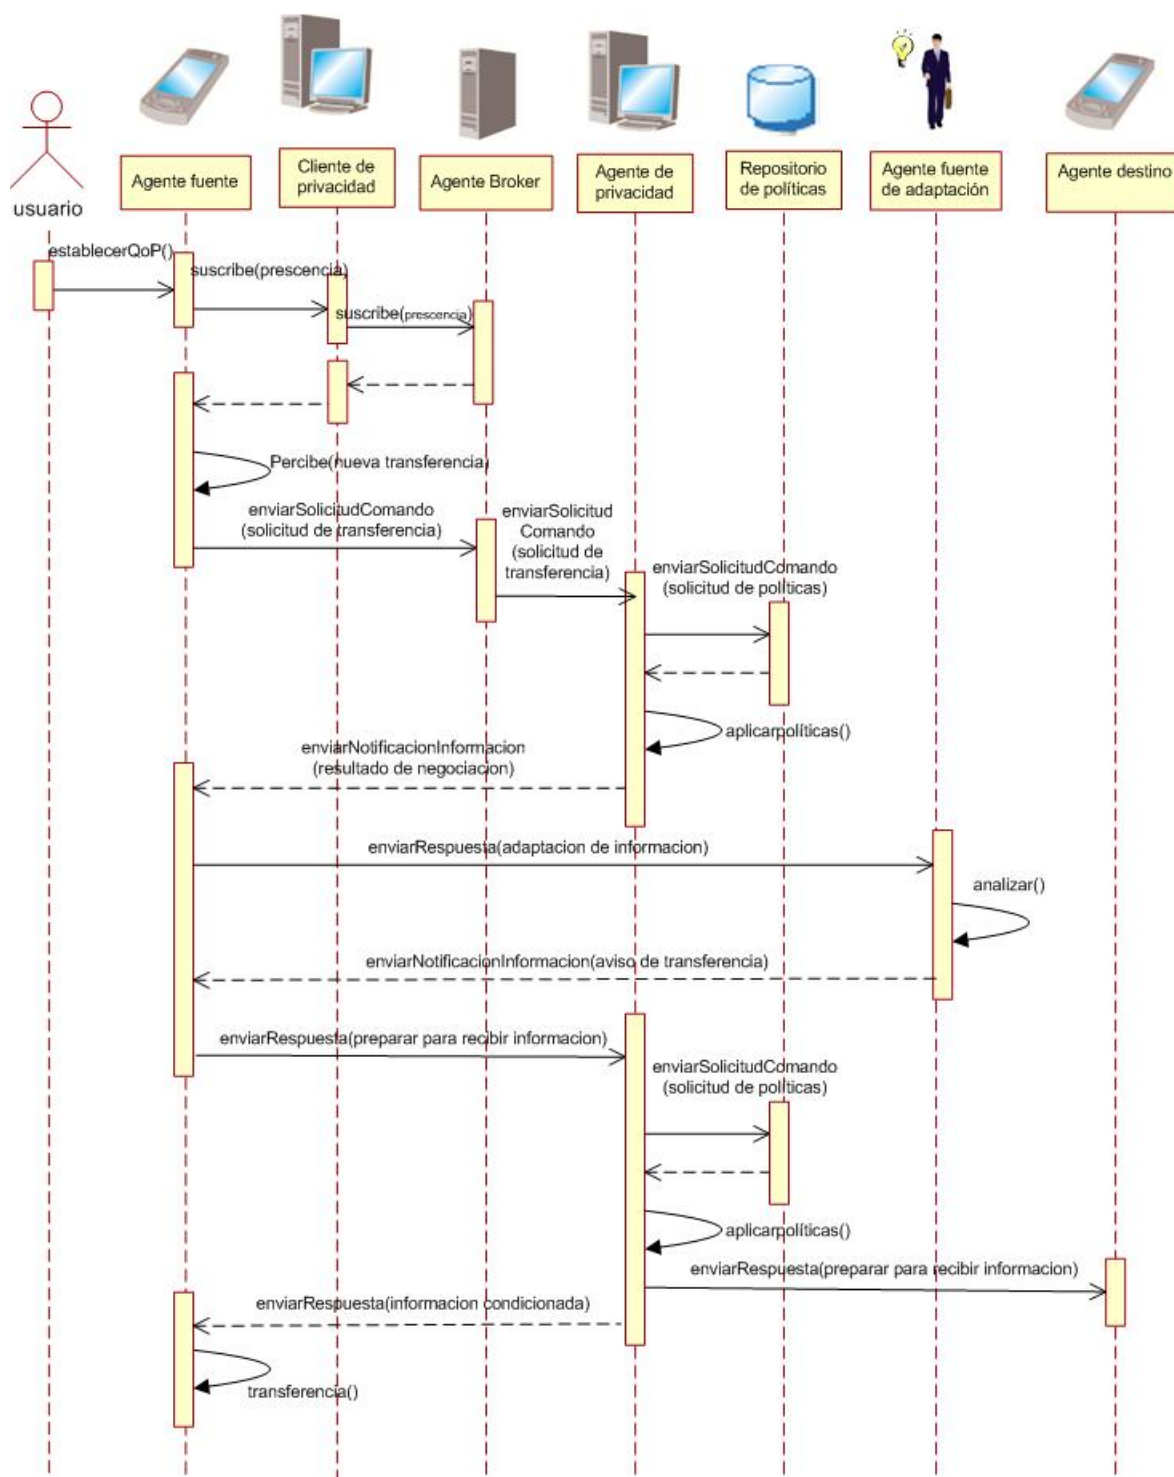 usuario
Agente fuente
Cliente de
privacidad
Agente Broker
Agente de
privacidad
Repositorio
de políticas
Agente fuente
de adaptación
Agente destino
establecerQoP()
suscribe(prescencia)
suscribe(prescencia)
Percibe(nueva transferencia)
enviarSolicitudComando
(solicitud de transferencia)
enviarSolicitud
Comando
(solicitud de
transferencia)
enviarSolicitudComando
(solicitud de políticas)
aplicarpolíticas()
enviarNotificacionInformacion
(resultado de negociacion)
enviarRespuesta(adaptacion de informacion)
analizar()
enviarNotificacionInformacion(aviso de transferencia)
enviarRespuesta(preparar para recibir informacion)
enviarSolicitudComando
(solicitud de políticas)
aplicarpolíticas()
enviarRespuesta(preparar para recibir informacion)
enviarRespuesta(informacion condicionada)
transferencia()